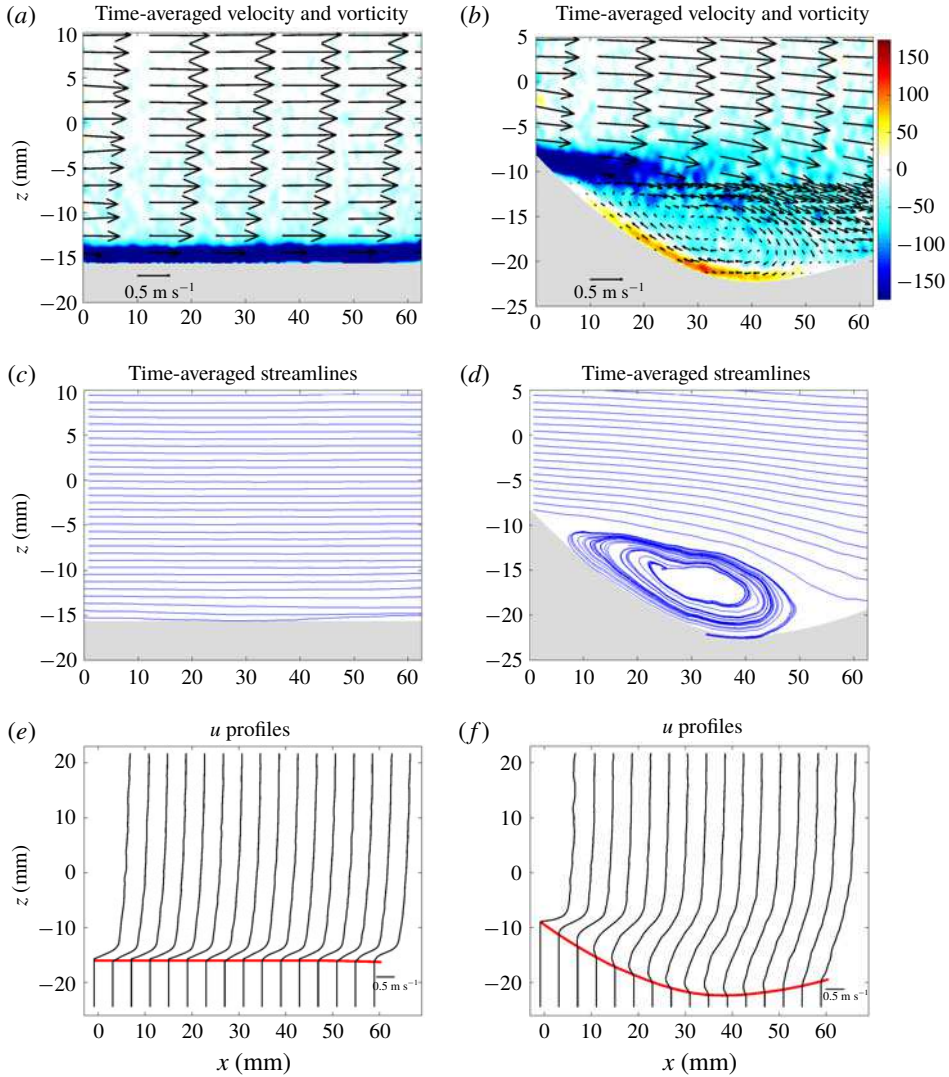 (a) Time-averaged velocity and vorticity
10
5
0
−5
−10
−15
−20
z (mm)
0.5 m s−1
0 10 20 30 40 50 60
(b) Time-averaged velocity and vorticity
5
0
−5
−10
−15
−20
−25
0.5 m s−1
0 10 20 30 40 50 60
150
100
50
0
−50
−100
−150
(c) Time-averaged streamlines
10
5
0
−5
−10
−15
−20
z (mm)
0 10 20 30 40 50 60
(d) Time-averaged streamlines
5
0
−5
−10
−15
−20
−25
0 10 20 30 40 50 60
(e) u profiles
20
10
0
−10
−20
z (mm)
0.5 m s−1
0 10 20 30 40 50 60
x (mm)
(f) u profiles
20
10
0
−10
−20
0.5 m s−1
0 10 20 30 40 50 60
x (mm)